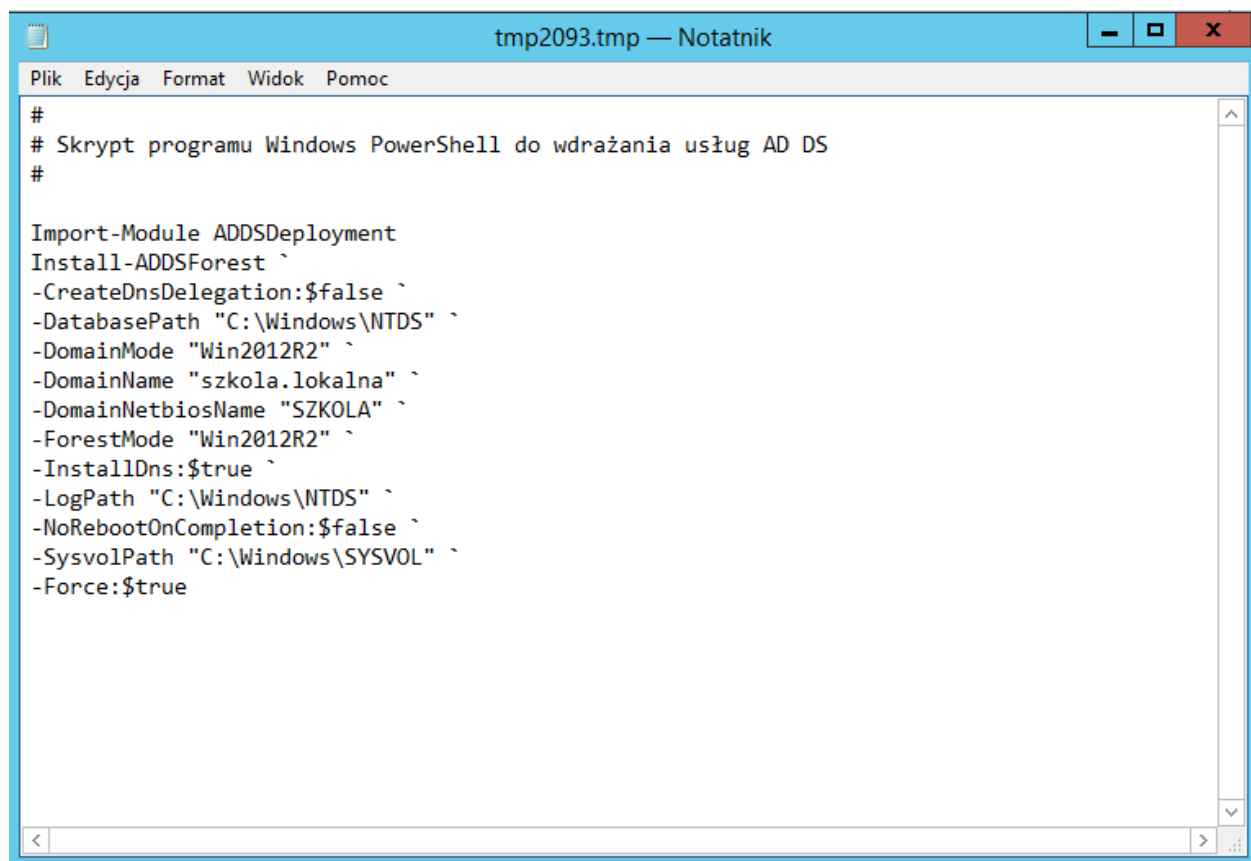 tmp2093.tmp — Notatnik
Plik Edycja Format Widok Pomoc
#
# Skrypt programu Windows PowerShell do wdrażania usług AD DS
#
Import-Module ADDSDeployment
Install-ADDSForest `
-CreateDnsDelegation:$false `
-DatabasePath "C:\Windows\NTDS" `
-DomainMode "Win2012R2" `
-DomainName "szkola.lokalna" `
-DomainNetbiosName "SZKOLA" `
-ForestMode "Win2012R2" `
-InstallDns:$true `
-LogPath "C:\Windows\NTDS" `
-NoRebootOnCompletion:$false `
-SysvolPath "C:\Windows\SYSVOL" `
-Force:$true